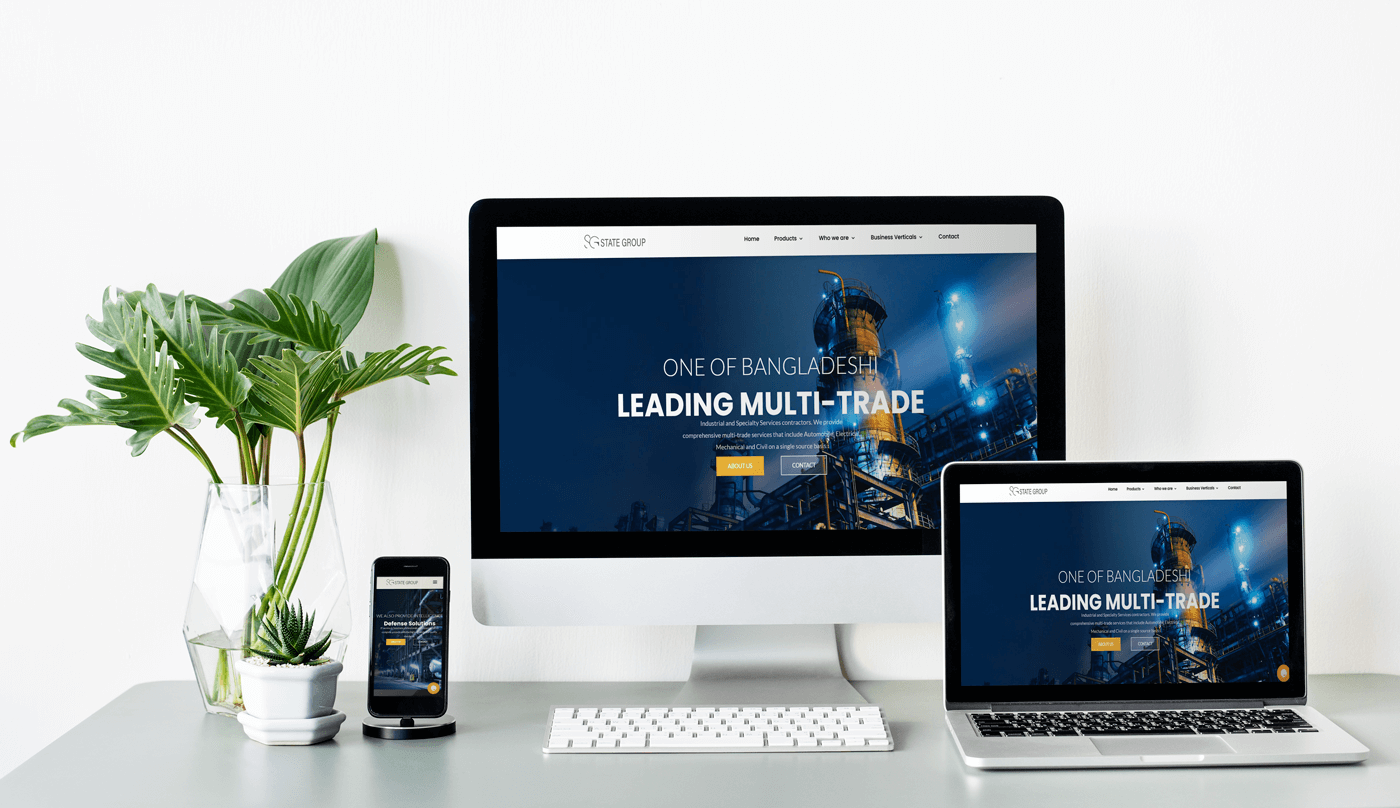 SG STATE GROUP
Home Products Who we are Business Verticals Contact
ONE OF BANGLADESHI
LEADING MULTI-TRADE
Industrial and Specialty Services contractors. We provide
comprehensive multi-trade services that include Automobile, Electrical,
Mechanical and Civil on a single source basis.
ABOUT US CONTACT
SG STATE GROUP
WE ALSO PROVIDE INTELLIGENCE
Defense Solutions
SG STATE GROUP
Home Products Who we are Business Verticals Contact
ONE OF BANGLADESHI
LEADING MULTI-TRADE
Industrial and Specialty Services contractors. We provide
comprehensive multi-trade services that include Automobile, Electrical,
Mechanical and Civil on a single source basis.
ABOUT US CONTACT